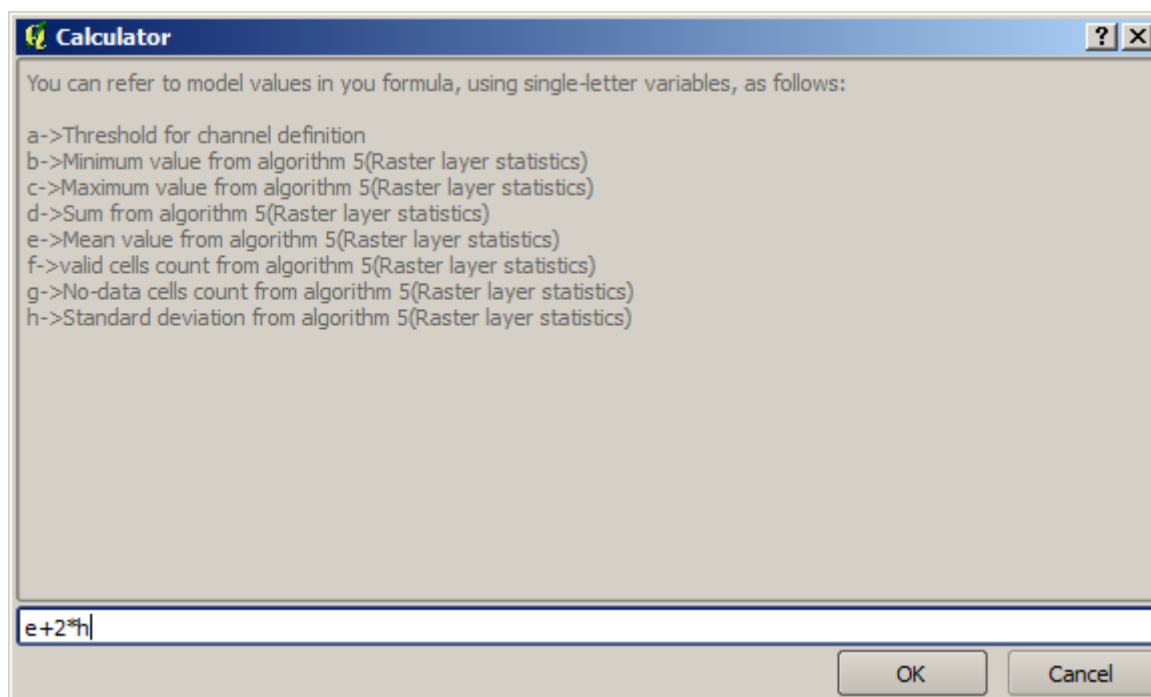 Calculator
You can refer to model values in you formula, using single-letter variables, as follows:
a->Threshold for channel definition
b->Minimum value from algorithm 5(Raster layer statistics)
c->Maximum value from algorithm 5(Raster layer statistics)
d->Sum from algorithm 5(Raster layer statistics)
e->Mean value from algorithm 5(Raster layer statistics)
f->valid cells count from algorithm 5(Raster layer statistics)
g->No-data cells count from algorithm 5(Raster layer statistics)
h->Standard deviation from algorithm 5(Raster layer statistics)
e+2*h
OK Cancel